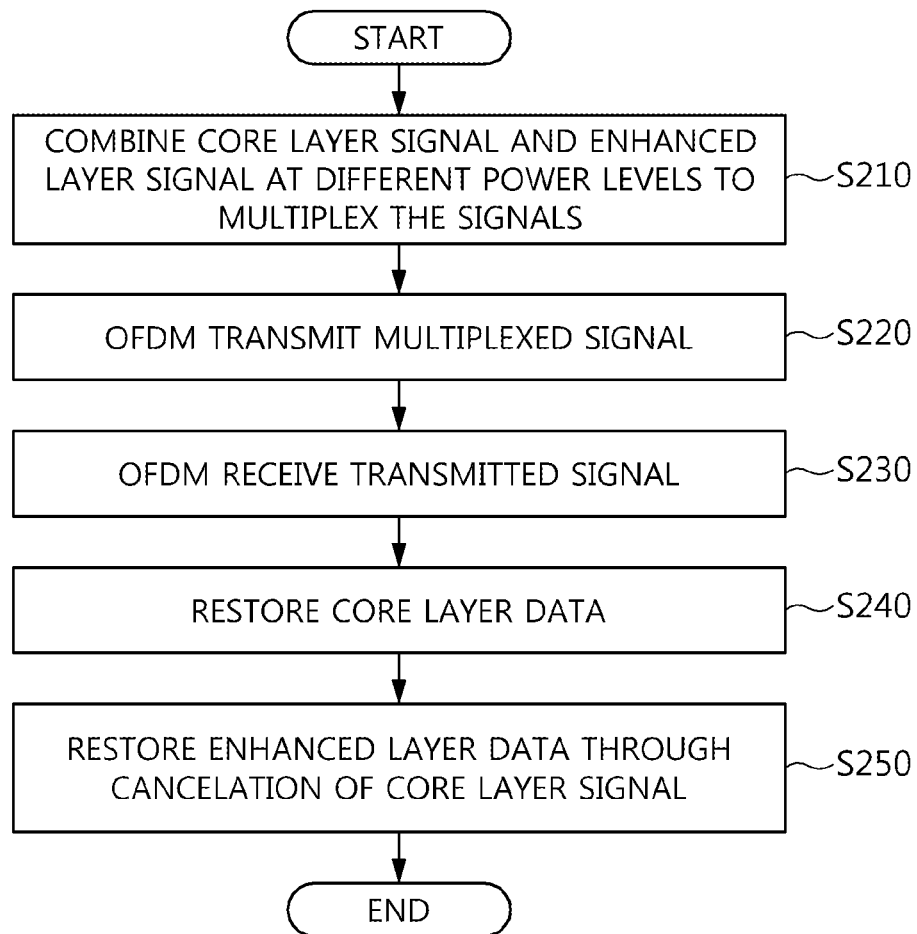 START
COMBINE CORE LAYER SIGNAL AND ENHANCED
LAYER SIGNAL AT DIFFERENT POWER LEVELS TO
MULTIPLEX THE SIGNALS
S210
OFDM TRANSMIT MULTIPLEXED SIGNAL
S220
OFDM RECEIVE TRANSMITTED SIGNAL
S230
RESTORE CORE LAYER DATA
S240
RESTORE ENHANCED LAYER DATA THROUGH
CANCELATION OF CORE LAYER SIGNAL
S250
END